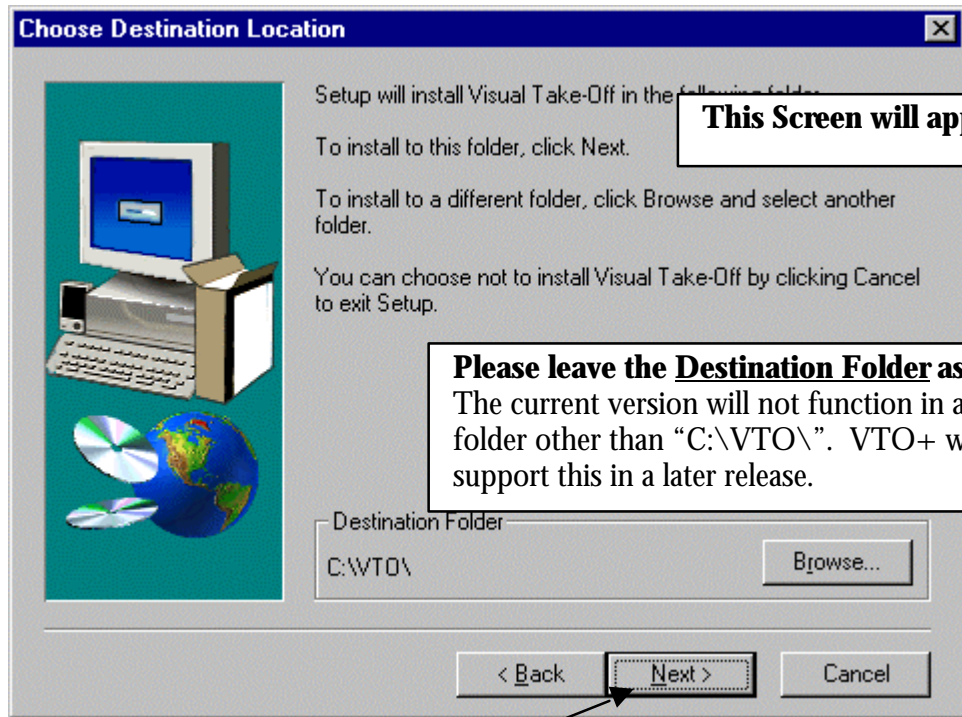 Choose Destination Location
Setup will install Visual Take-Off in the
This Screen will
To install to this folder, click Next.
To install to a different folder, click Browse and select another
folder.
You can choose not to install Visual Take-Off by clicking Cancel
to exit Setup.
Please leave the Destination Folder as
The current version will not function in a
folder other than “C:\VTO\”. VTO+ w
support this in a later release.
Destination Folder
C:\VTO\
Browse...
< Back
Next >
Cancel